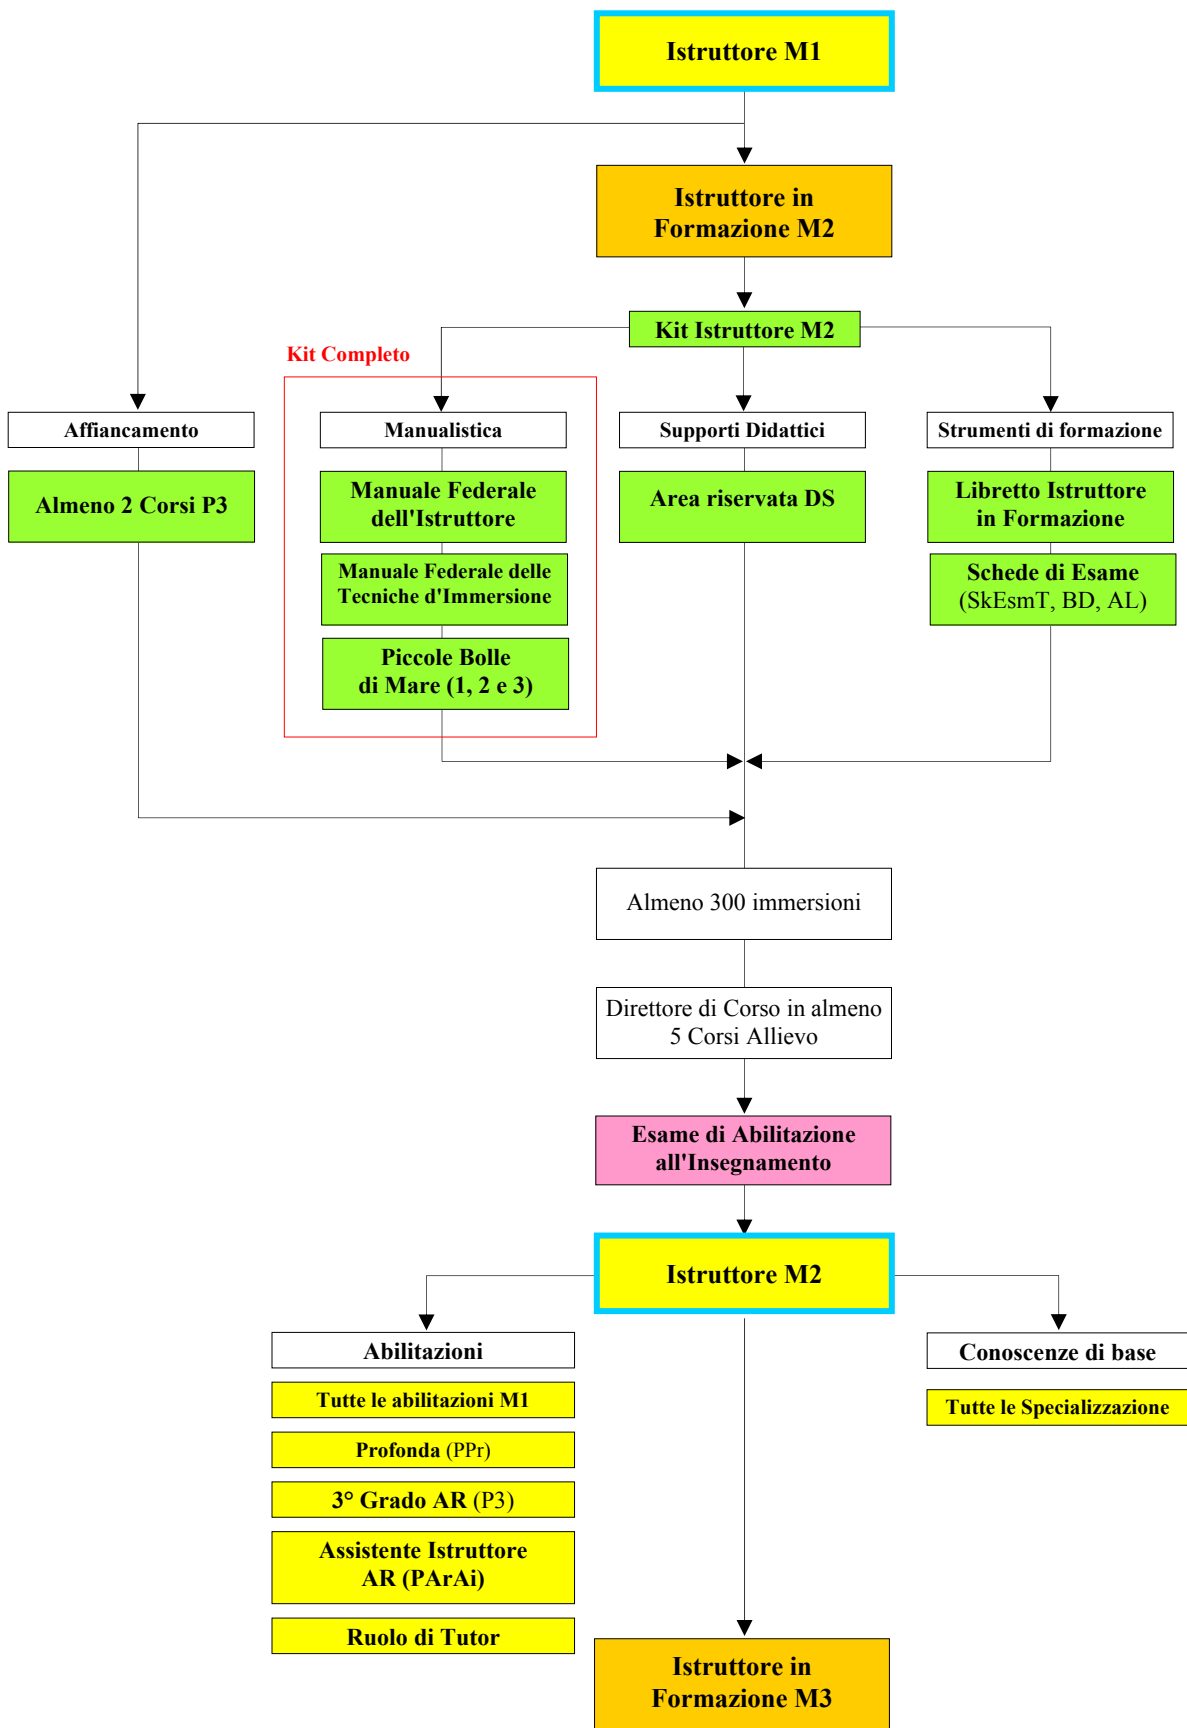 Istruttore M1
Istruttore in
Formazione M2
Kit Istruttore M2
Kit Completo
Affiancamento
Manualistica
Supporti Didattici
Strumenti di formazione
Almeno 2 Corsi P3
Manuale Federale
dell'Istruttore
Area riservata DS
Libretto Istruttore
in Formazione
Manuale Federale delle
Tecniche d'Immersione
Schede di Esame
(SkEsmT, BD, AL)
Piccole Bolle
di Mare (1, 2 e 3)
Almeno 300 immersioni
Direttore di Corso in almeno
5 Corsi Allievo
Esame di Abilitazione
all'Insegnamento
Istruttore M2
Abilitazioni
Conoscenze di base
Tutte le abilitazioni M1
Tutte le Specializzazione
Profonda (PPr)
3° Grado AR (P3)
Assistente Istruttore
AR (PArAi)
Ruolo di Tutor
Istruttore in
Formazione M3